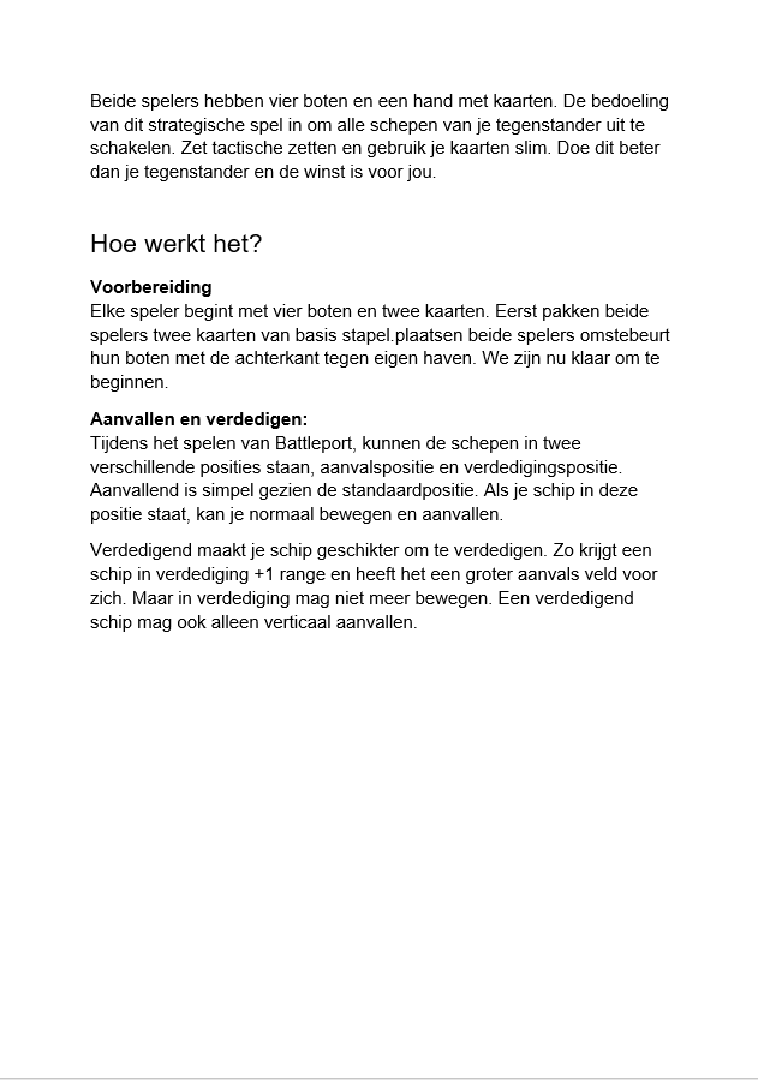 Beide spelers hebben vier boten en een hand met kaarten. De bedoeling
van dit strategische spel in om alle schepen van je tegenstander uit te
schakelen. Zet tactische zetten en gebruik je kaarten slim. Doe dit beter
dan je tegenstander en de winst is voor jou.
Hoe werkt het?
Voorbereiding
Elke speler begint met vier boten en twee kaarten. Eerst pakken beide
spelers twee kaarten van basis stapel.plaatsen beide spelers omstebeurt
hun boten met de achterkant tegen eigen haven. We zijn nu klaar om te
beginnen.
Aanvallen en verdedigen:
Tijdens het spelen van Battleport, kunnen de schepen in twee
verschillende posities staan, aanvalspositie en verdedigingspositie.
Aanvallend is simpel gezien de standaardpositie. Als je schip in deze
positie staat, kan je normaal bewegen en aanvallen.
Verdedigend maakt je schip geschikter om te verdedigen. Zo krijgt een
schip in verdediging +1 range en heeft het een groter aanvals veld voor
zich. Maar in verdediging mag niet meer bewegen. Een verdedigend
schip mag ook alleen verticaal aanvallen.